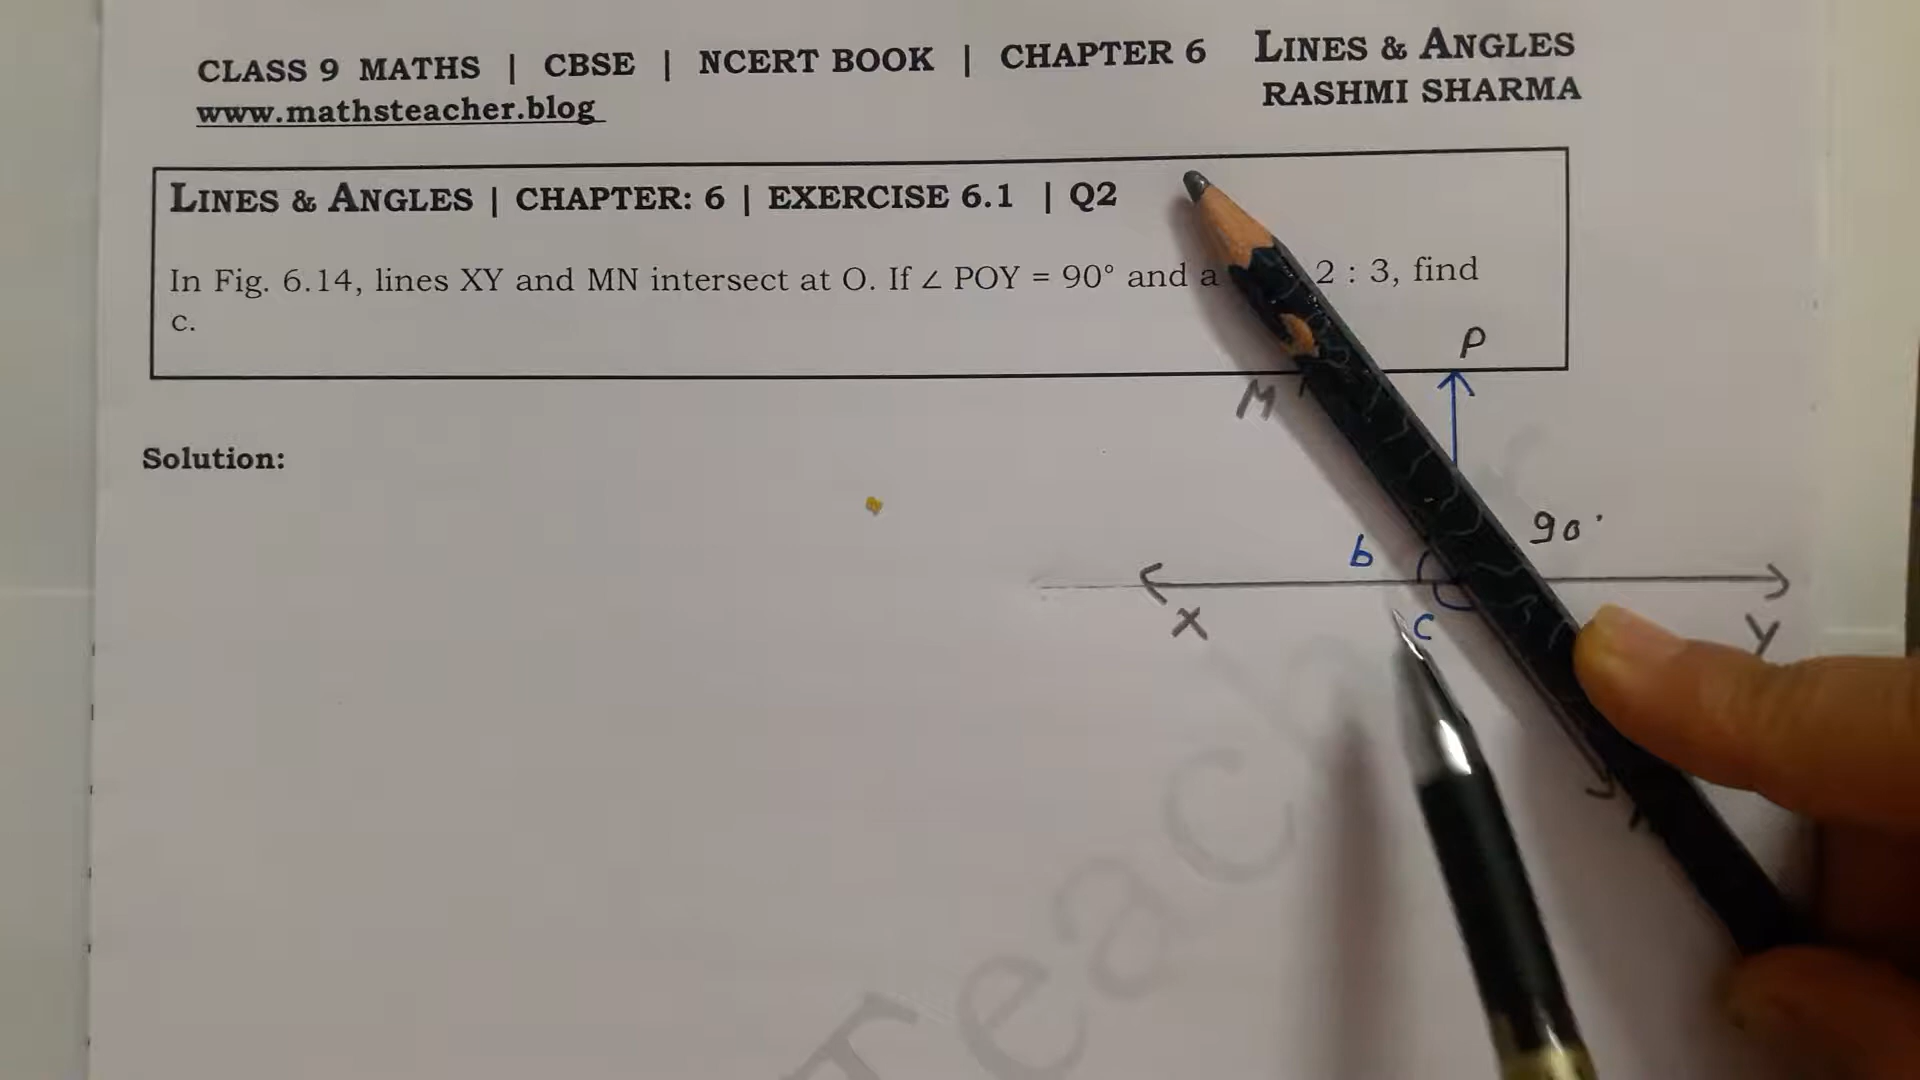 CLASS 9 MATHS | CBSE | NCERT BOOK | CHAPTER 6 LINES & ANGLES
www.mathsteacher.blog RASHMI SHARMA
LINES & ANGLES | CHAPTER: 6 | EXERCISE 6.1 | Q2
In Fig. 6.14, lines XY and MN intersect at O. If ∠ POY = 90° and a 2 : 3, find
c.
P
M
Solution:
90°
b
X
c
Y
Teach